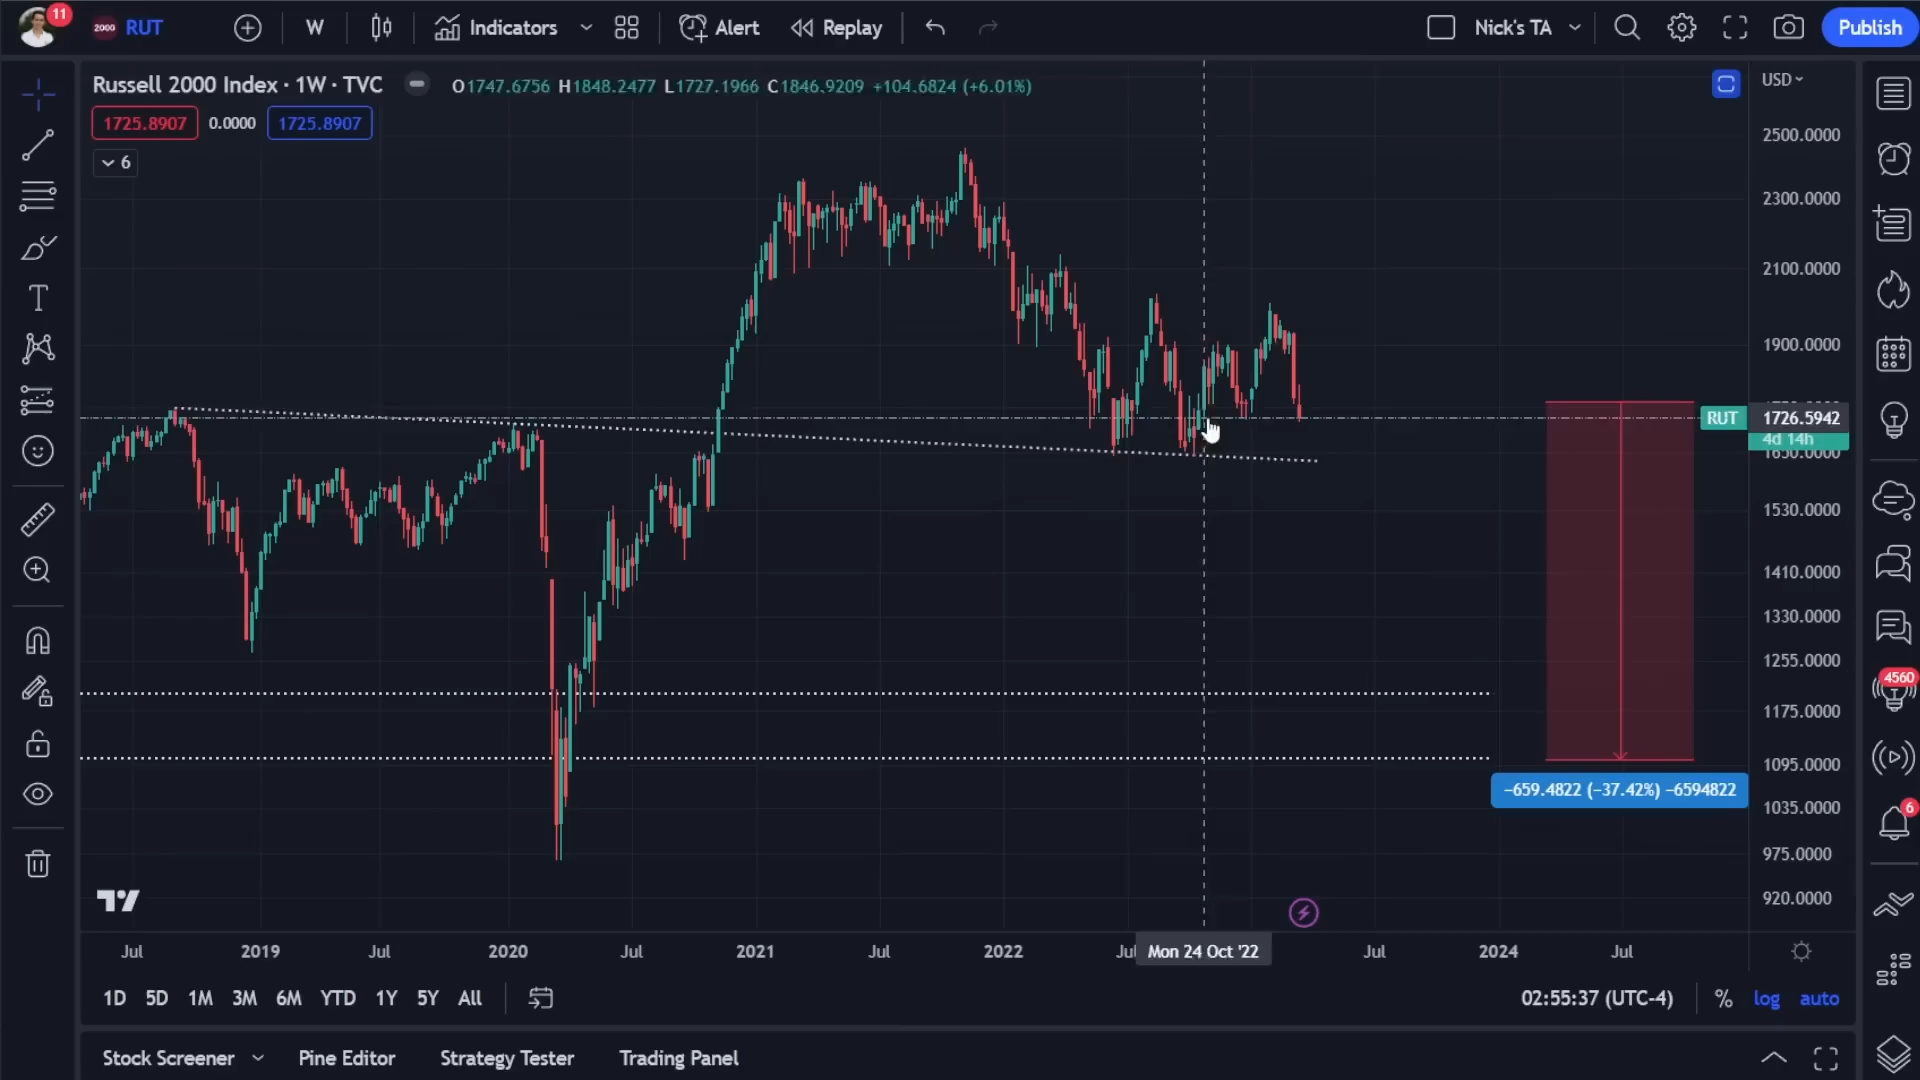 11 2000 RUT W Indicators Alert Replay Nick's TA Publish
Russell 2000 Index · 1W · TVC O1747.6756 H1848.2477 L1727.1966 C1846.9209 +104.6824 (+6.01%) USD
1725.8907 0.0000 1725.8907
6
2500.0000
2300.0000
2100.0000
1900.0000
RUT 1726.5942
4d 14h
1650.0000
1530.0000
1410.0000
1330.0000
1255.0000
4560
1175.0000
1095.0000
−659.4822 (−37.42%) −6594822
1035.0000
6
975.0000
920.0000
Jul 2019 Jul 2020 Jul 2021 Jul 2022 Jul Mon 24 Oct '22 Jul 2024 Jul
1D 5D 1M 3M 6M YTD 1Y 5Y All 02:55:37 (UTC-4) % log auto
Stock Screener Pine Editor Strategy Tester Trading Panel